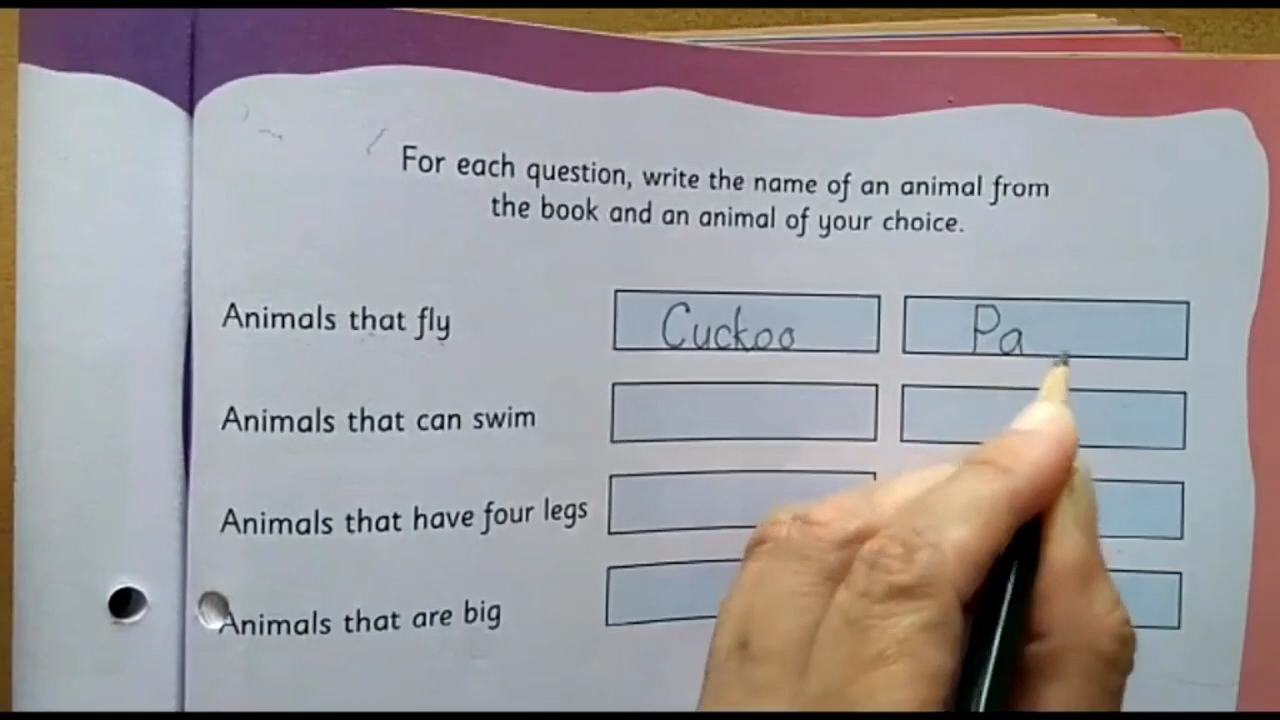 For each question, write the name of an animal from
the book and an animal of your choice.
Animals that fly Cuckoo Pa
Animals that can swim
Animals that have four legs
Animals that are big